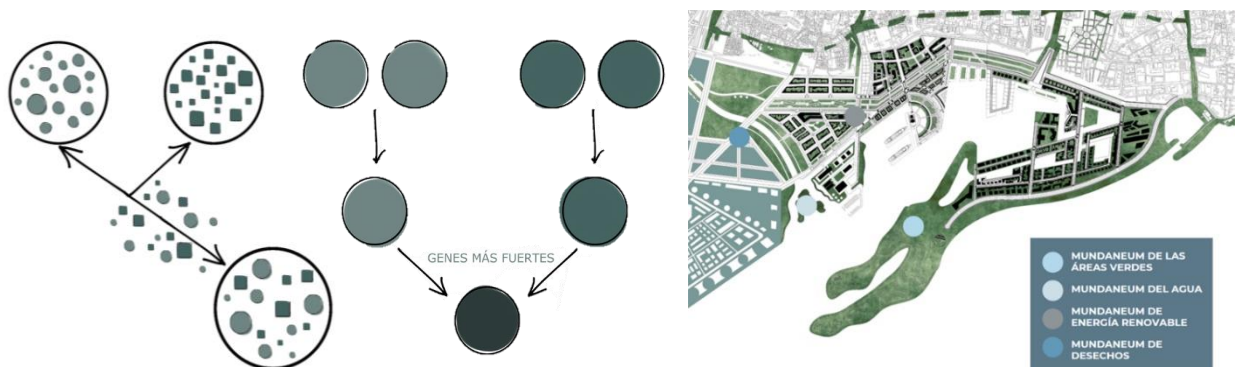 GENES MÁS FUERTES
MUNDANEUM DE LAS
ÁREAS VERDES
MUNDANEUM DEL AGUA
MUNDANEUM DE
ENERGÍA RENOVABLE
MUNDANEUM DE
DESECHOS